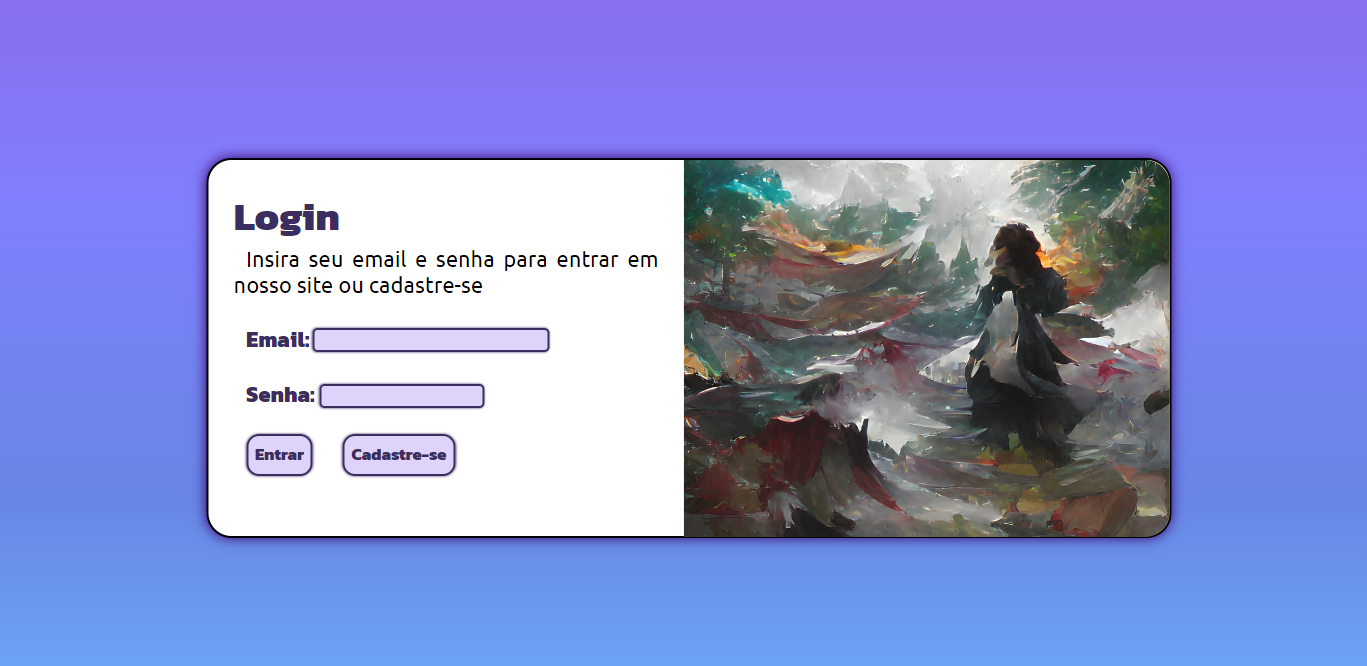 Login
Insira seu email e senha para entrar em
nosso site ou cadastre-se
Email:
Senha:
Entrar Cadastre-se